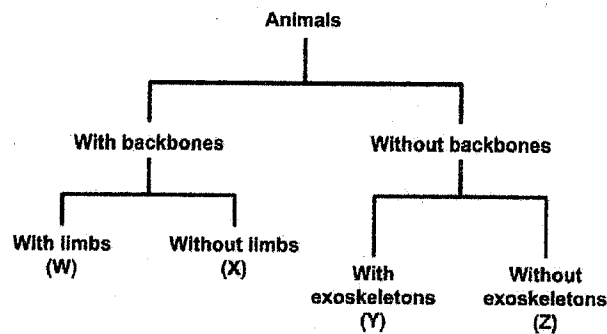 Animals
With backbones
Without backbones
With limbs
(W)
Without limbs
(X)
With
exoskeletons
(Y)
Without
exoskeletons
(Z)